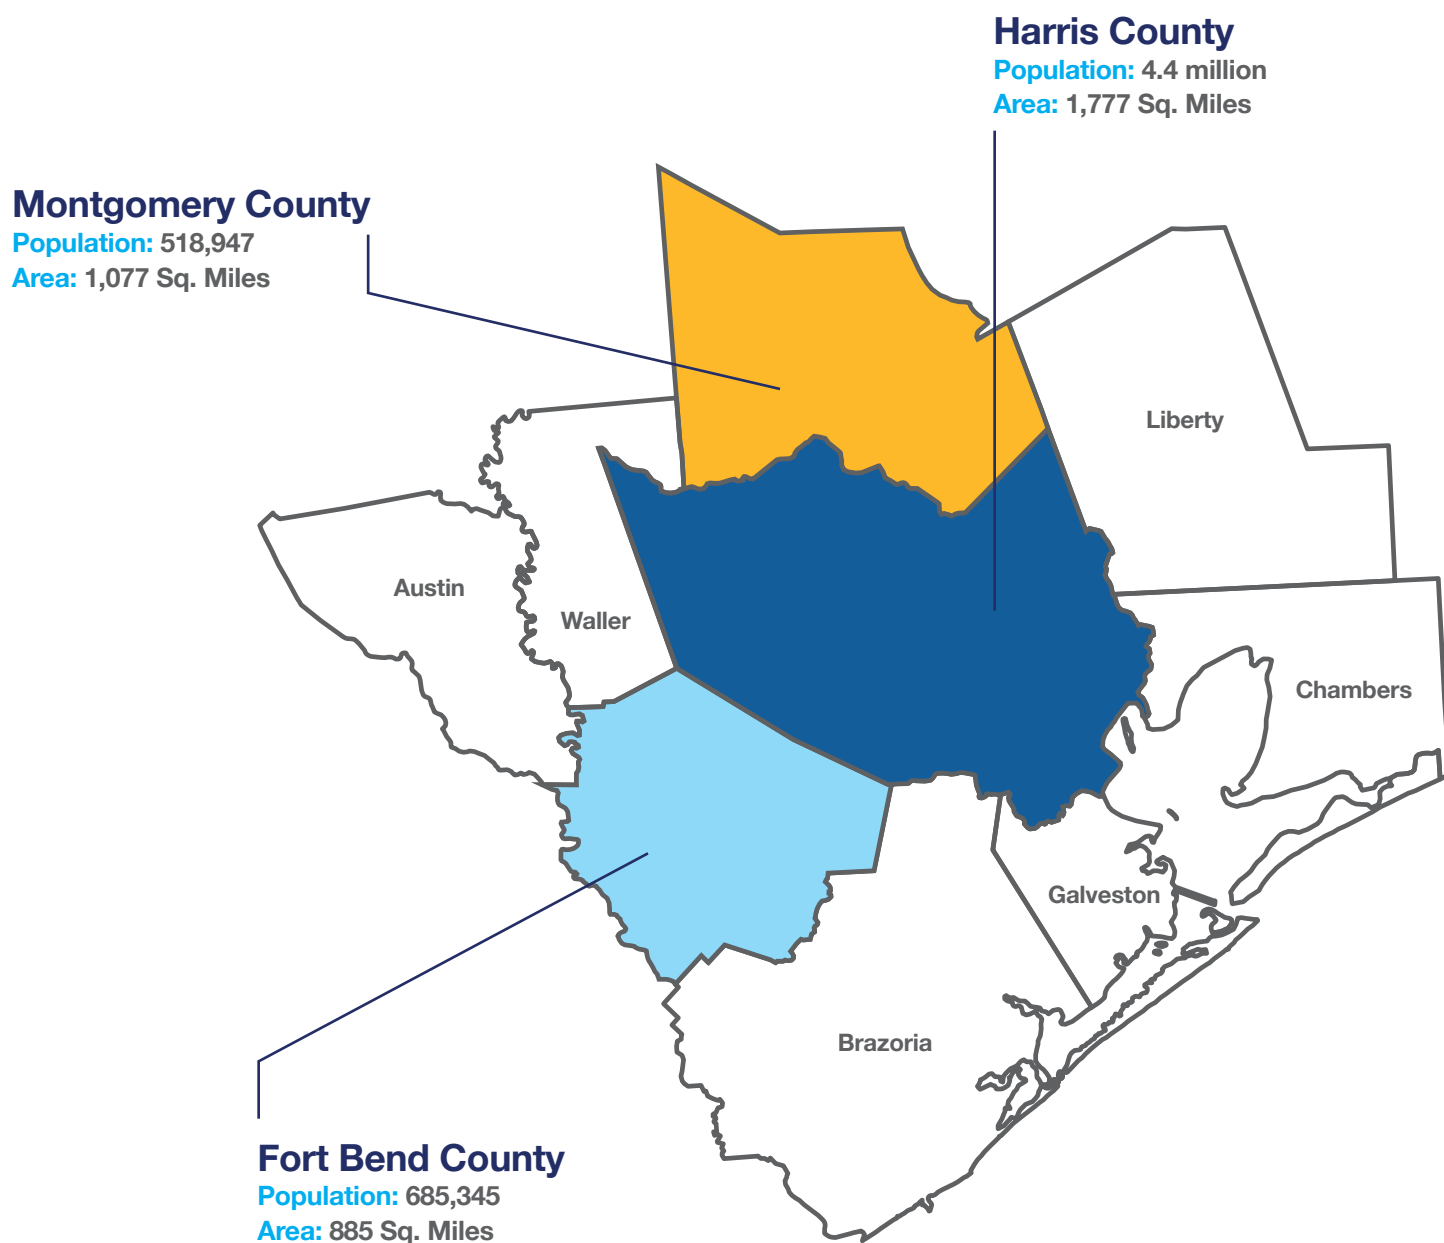 Harris County
Population: 4.4 million
Area: 1,777 Sq. Miles
Montgomery County
Population: 518,947
Area: 1,077 Sq. Miles
Liberty
Austin
Waller
Chambers
Galveston
Brazoria
Fort Bend County
Population: 685,345
Area: 885 Sq. Miles